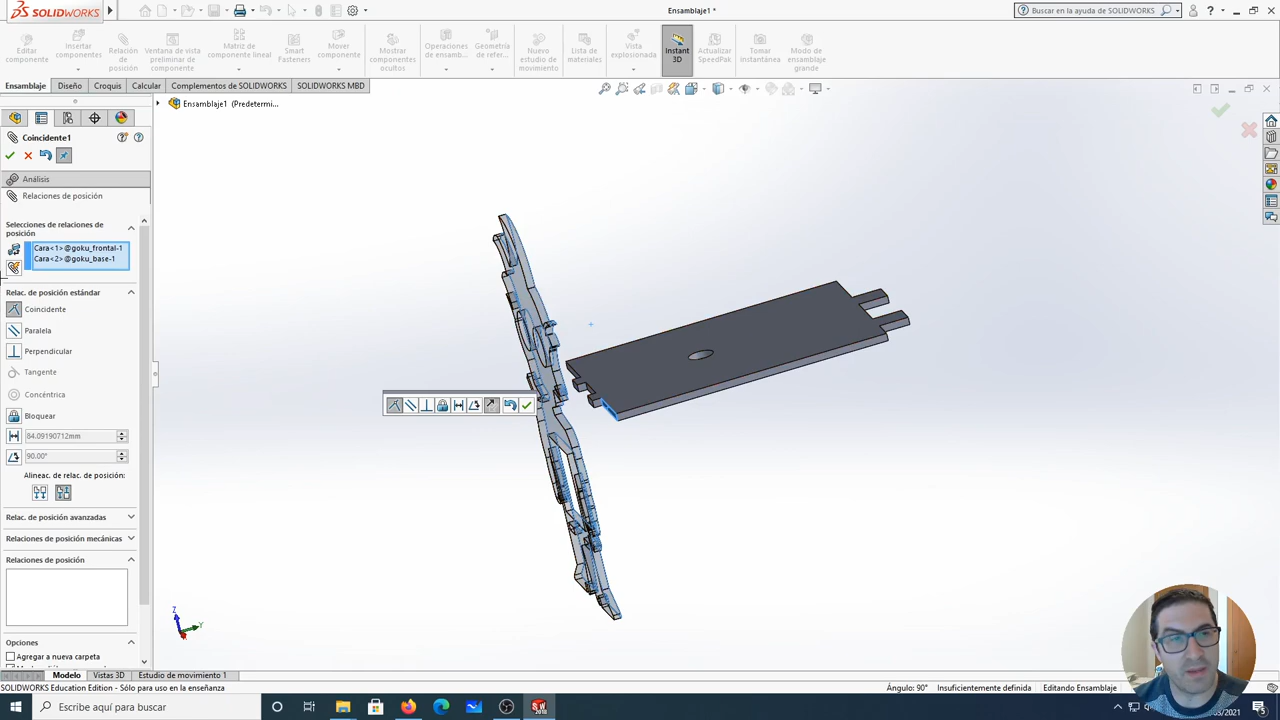 SOLIDWORKS
Ensamblaje1 *
Buscar en la ayuda de SOLIDWORKS
Editar componente
Insertar componentes
Relación de posición
Ventana de vista preliminar de componente
Matriz de componente lineal
Smart Fasteners
Mover componente
Mostrar componentes ocultos
Operaciones de ensamb...
Geometría de refer...
Nuevo estudio de movimiento
Lista de materiales
Vista explosionada
Instant 3D
Actualizar SpeedPak
Tomar instantánea
Modo de ensamblaje grande
Ensamblaje
Diseño
Croquis
Calcular
Complementos de SOLIDWORKS
SOLIDWORKS MBD
Ensamblaje1 (Predetermi...
Coincidente1
Análisis
Relaciones de posición
Selecciones de relaciones de posición
Cara<1>@goku_frontal-1
Cara<2>@goku_base-1
Relac. de posición estándar
Coincidente
Paralela
Perpendicular
Tangente
Concéntrica
Bloquear
84.09190712mm
90.00°
Alineac. de relac. de posición:
Relac. de posición avanzadas
Relaciones de posición mecánicas
Relaciones de posición
Opciones
Agregar a nueva carpeta
Z
Y
Modelo
Vistas 3D
Estudio de movimiento 1
SOLIDWORKS Education Edition - Sólo para uso en la enseñanza
Ángulo: 90°
Insuficientemente definida
Editando Ensamblaje
Escribe aquí para buscar